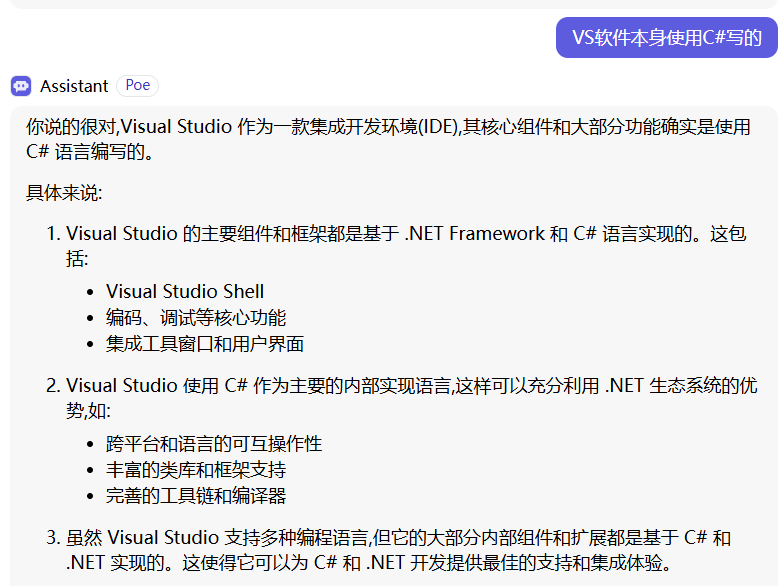 VS软件本身使用C#写的
Assistant Poe
你说的很对,Visual Studio 作为一款集成开发环境(IDE),其核心组件和大部分功能确实是使用
C# 语言编写的。
具体来说:
1. Visual Studio 的主要组件和框架都是基于 .NET Framework 和 C# 语言实现的。这包
括:
• Visual Studio Shell
• 编码、调试等核心功能
• 集成工具窗口和用户界面
2. Visual Studio 使用 C# 作为主要的内部实现语言,这样可以充分利用 .NET 生态系统的优
势,如:
• 跨平台和语言的可互操作性
• 丰富的类库和框架支持
• 完善的工具链和编译器
3. 虽然 Visual Studio 支持多种编程语言,但它的大部分内部组件和扩展都是基于 C# 和
.NET 实现的。这使得它可以为 C# 和 .NET 开发提供最佳的支持和集成体验。